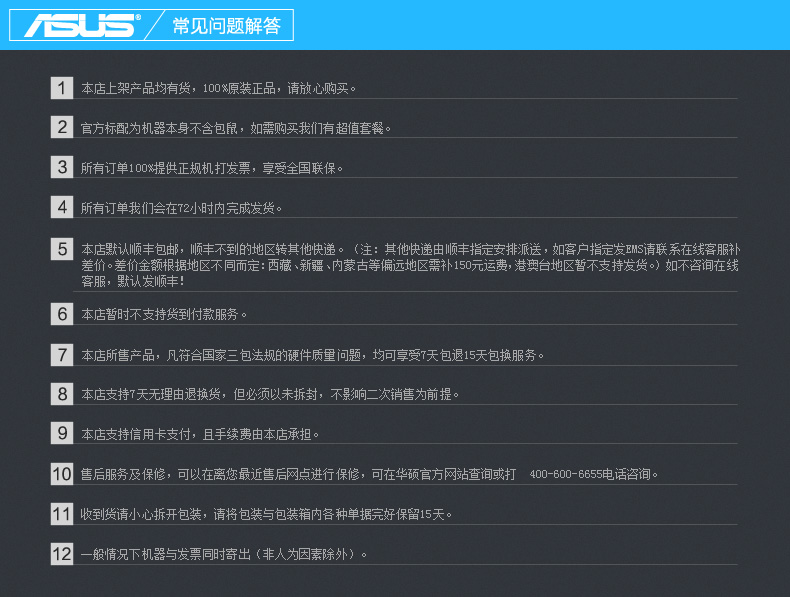 ASUS® 常见问题解答
1 本店上架产品均有货，100%原装正品，请放心购买。
2 官方标配为机器本身不含包鼠，如需购买我们有超值套餐。
3 所有订单100%提供正规机打发票，享受全国联保。
4 所有订单我们会在72小时内完成发货。
5 本店默认顺丰包邮，顺丰不到的地区转其他快递。（注：其他快递由顺丰指定安排派送，如客户指定发EMS请联系在线客服补
差价。差价金额根据地区不同而定：西藏、新疆、内蒙古等偏远地区需补150元运费，港澳台地区暂不支持发货。）如不咨询在线
客服，默认发顺丰！
6 本店暂时不支持货到付款服务。
7 本店所售产品，凡符合国家三包法规的硬件质量问题，均可享受7天包退15天包换服务。
8 本店支持7天无理由退换货，但必须以未拆封，不影响二次销售为前提。
9 本店支持信用卡支付，且手续费由本店承担。
10 售后服务及保修，可以在离您最近售后网点进行保修，可在华硕官方网站查询或打 400-600-6655电话咨询。
11 收到货请小心拆开包装，请将包装与包装箱内各种单据完好保留15天。
12 一般情况下机器与发票同时寄出（非人为因素除外）。